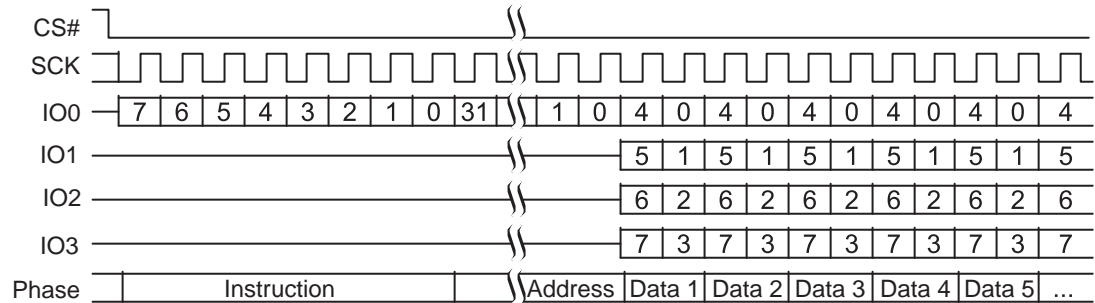 CS#
SCK
IO0 7 6 5 4 3 2 1 0 31 1 0 4 0 4 0 4 0 4 0 4 0 4
IO1 5 1 5 1 5 1 5 1 5 1 5
IO2 6 2 6 2 6 2 6 2 6 2 6
IO3 7 3 7 3 7 3 7 3 7 3 7
Phase Instruction Address Data 1 Data 2 Data 3 Data 4 Data 5 ...